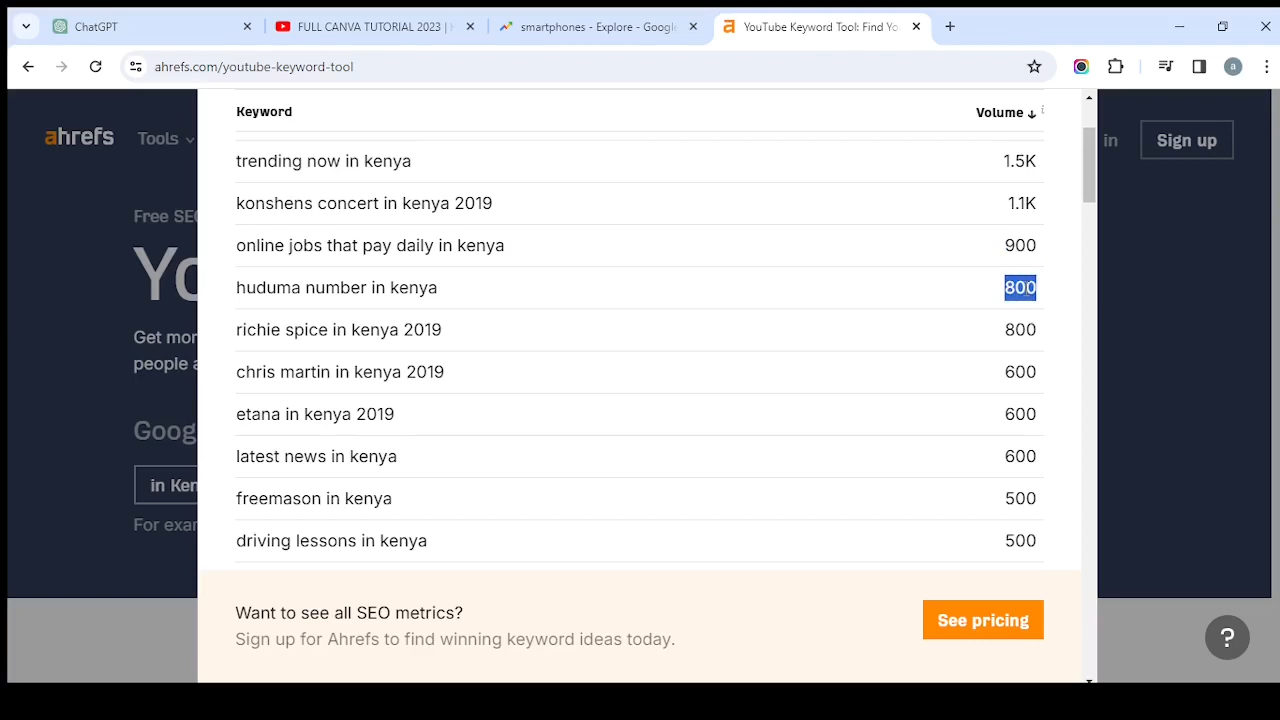 ChatGPT
FULL CANVA TUTORIAL 2023 |
smartphones - Explore - Google
YouTube Keyword Tool: Find Yo
ahrefs.com/youtube-keyword-tool
a
ahrefs
Tools
in
Sign up
Free SEO
Yo
Get mor
people a
Goog
in Ken
For exam
Keyword Volume ↓ i
trending now in kenya 1.5K
konshens concert in kenya 2019 1.1K
online jobs that pay daily in kenya 900
huduma number in kenya 800
richie spice in kenya 2019 800
chris martin in kenya 2019 600
etana in kenya 2019 600
latest news in kenya 600
freemason in kenya 500
driving lessons in kenya 500
Want to see all SEO metrics?
Sign up for Ahrefs to find winning keyword ideas today.
See pricing
?